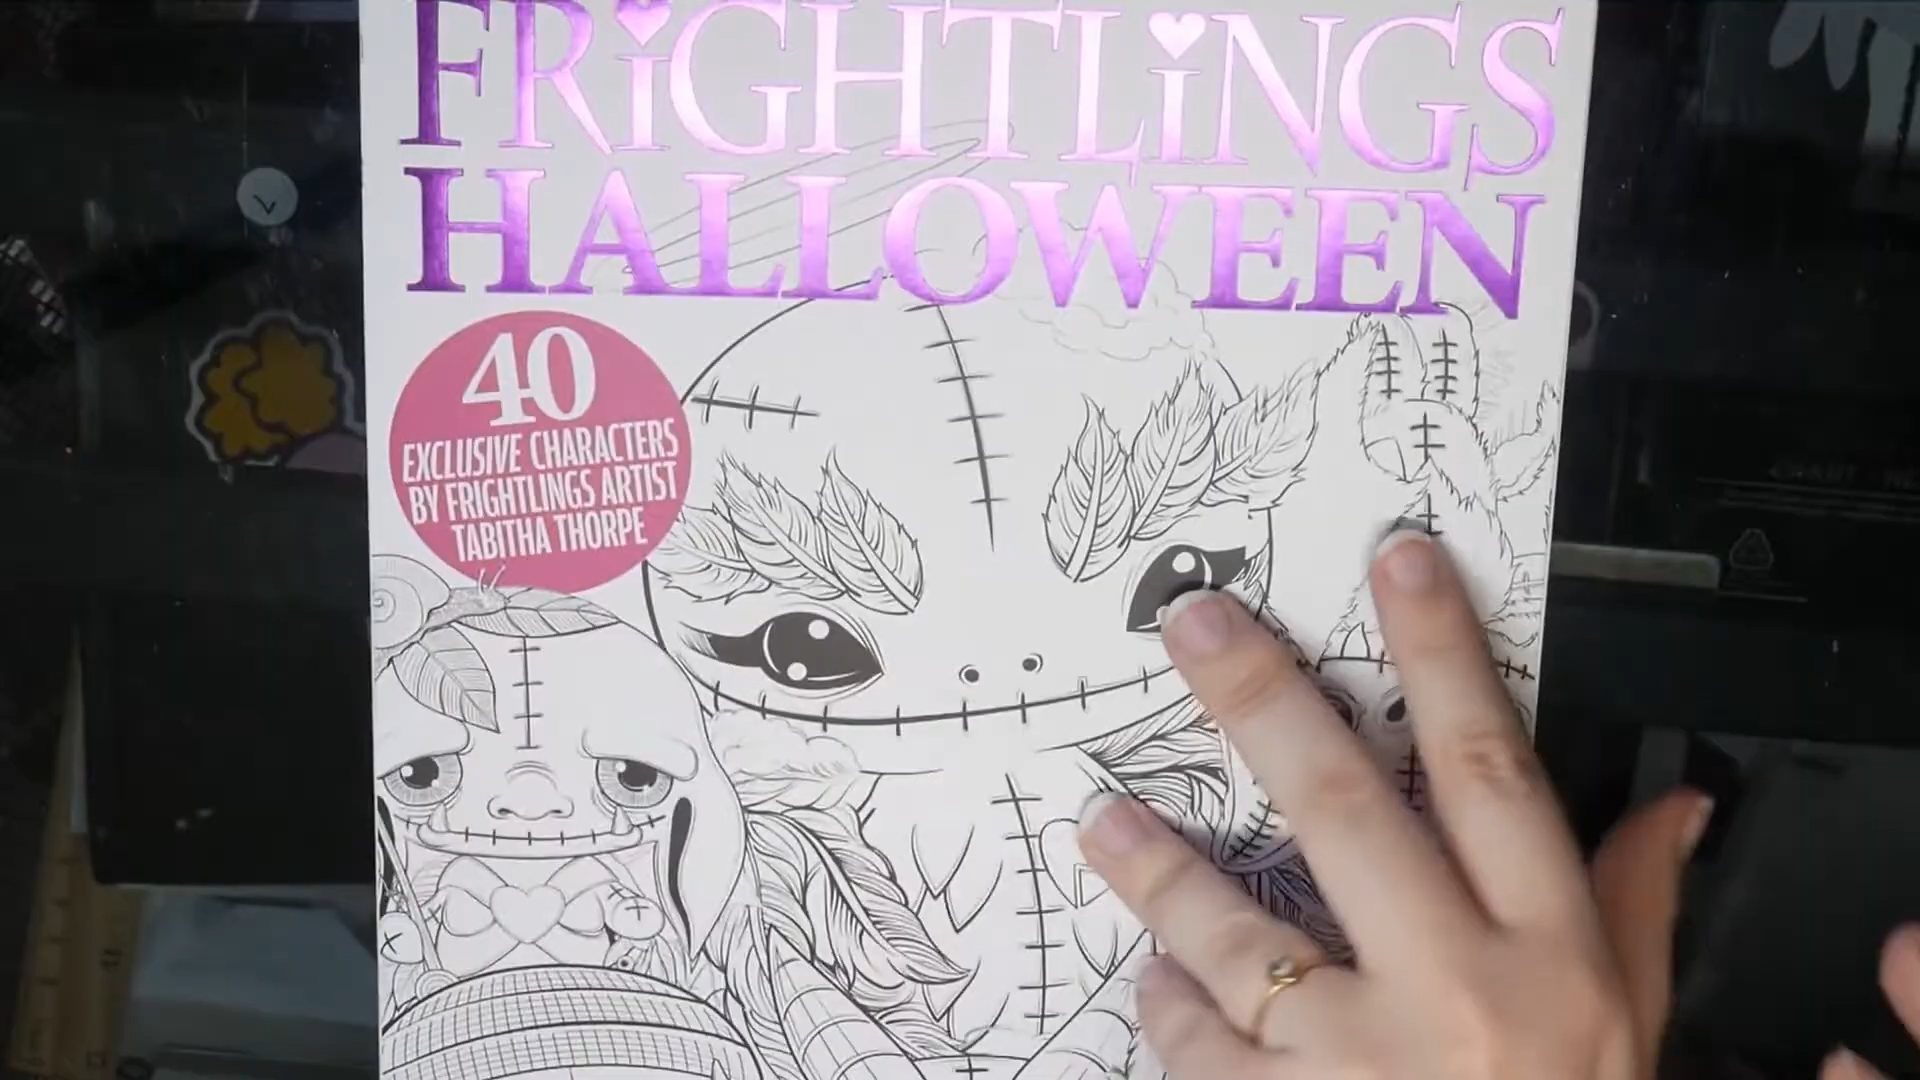 FRiGHTLiNGS
HALLOWEEN
40
EXCLUSIVE CHARACTERS
BY FRIGHTLINGS ARTIST
TABITHA THORPE